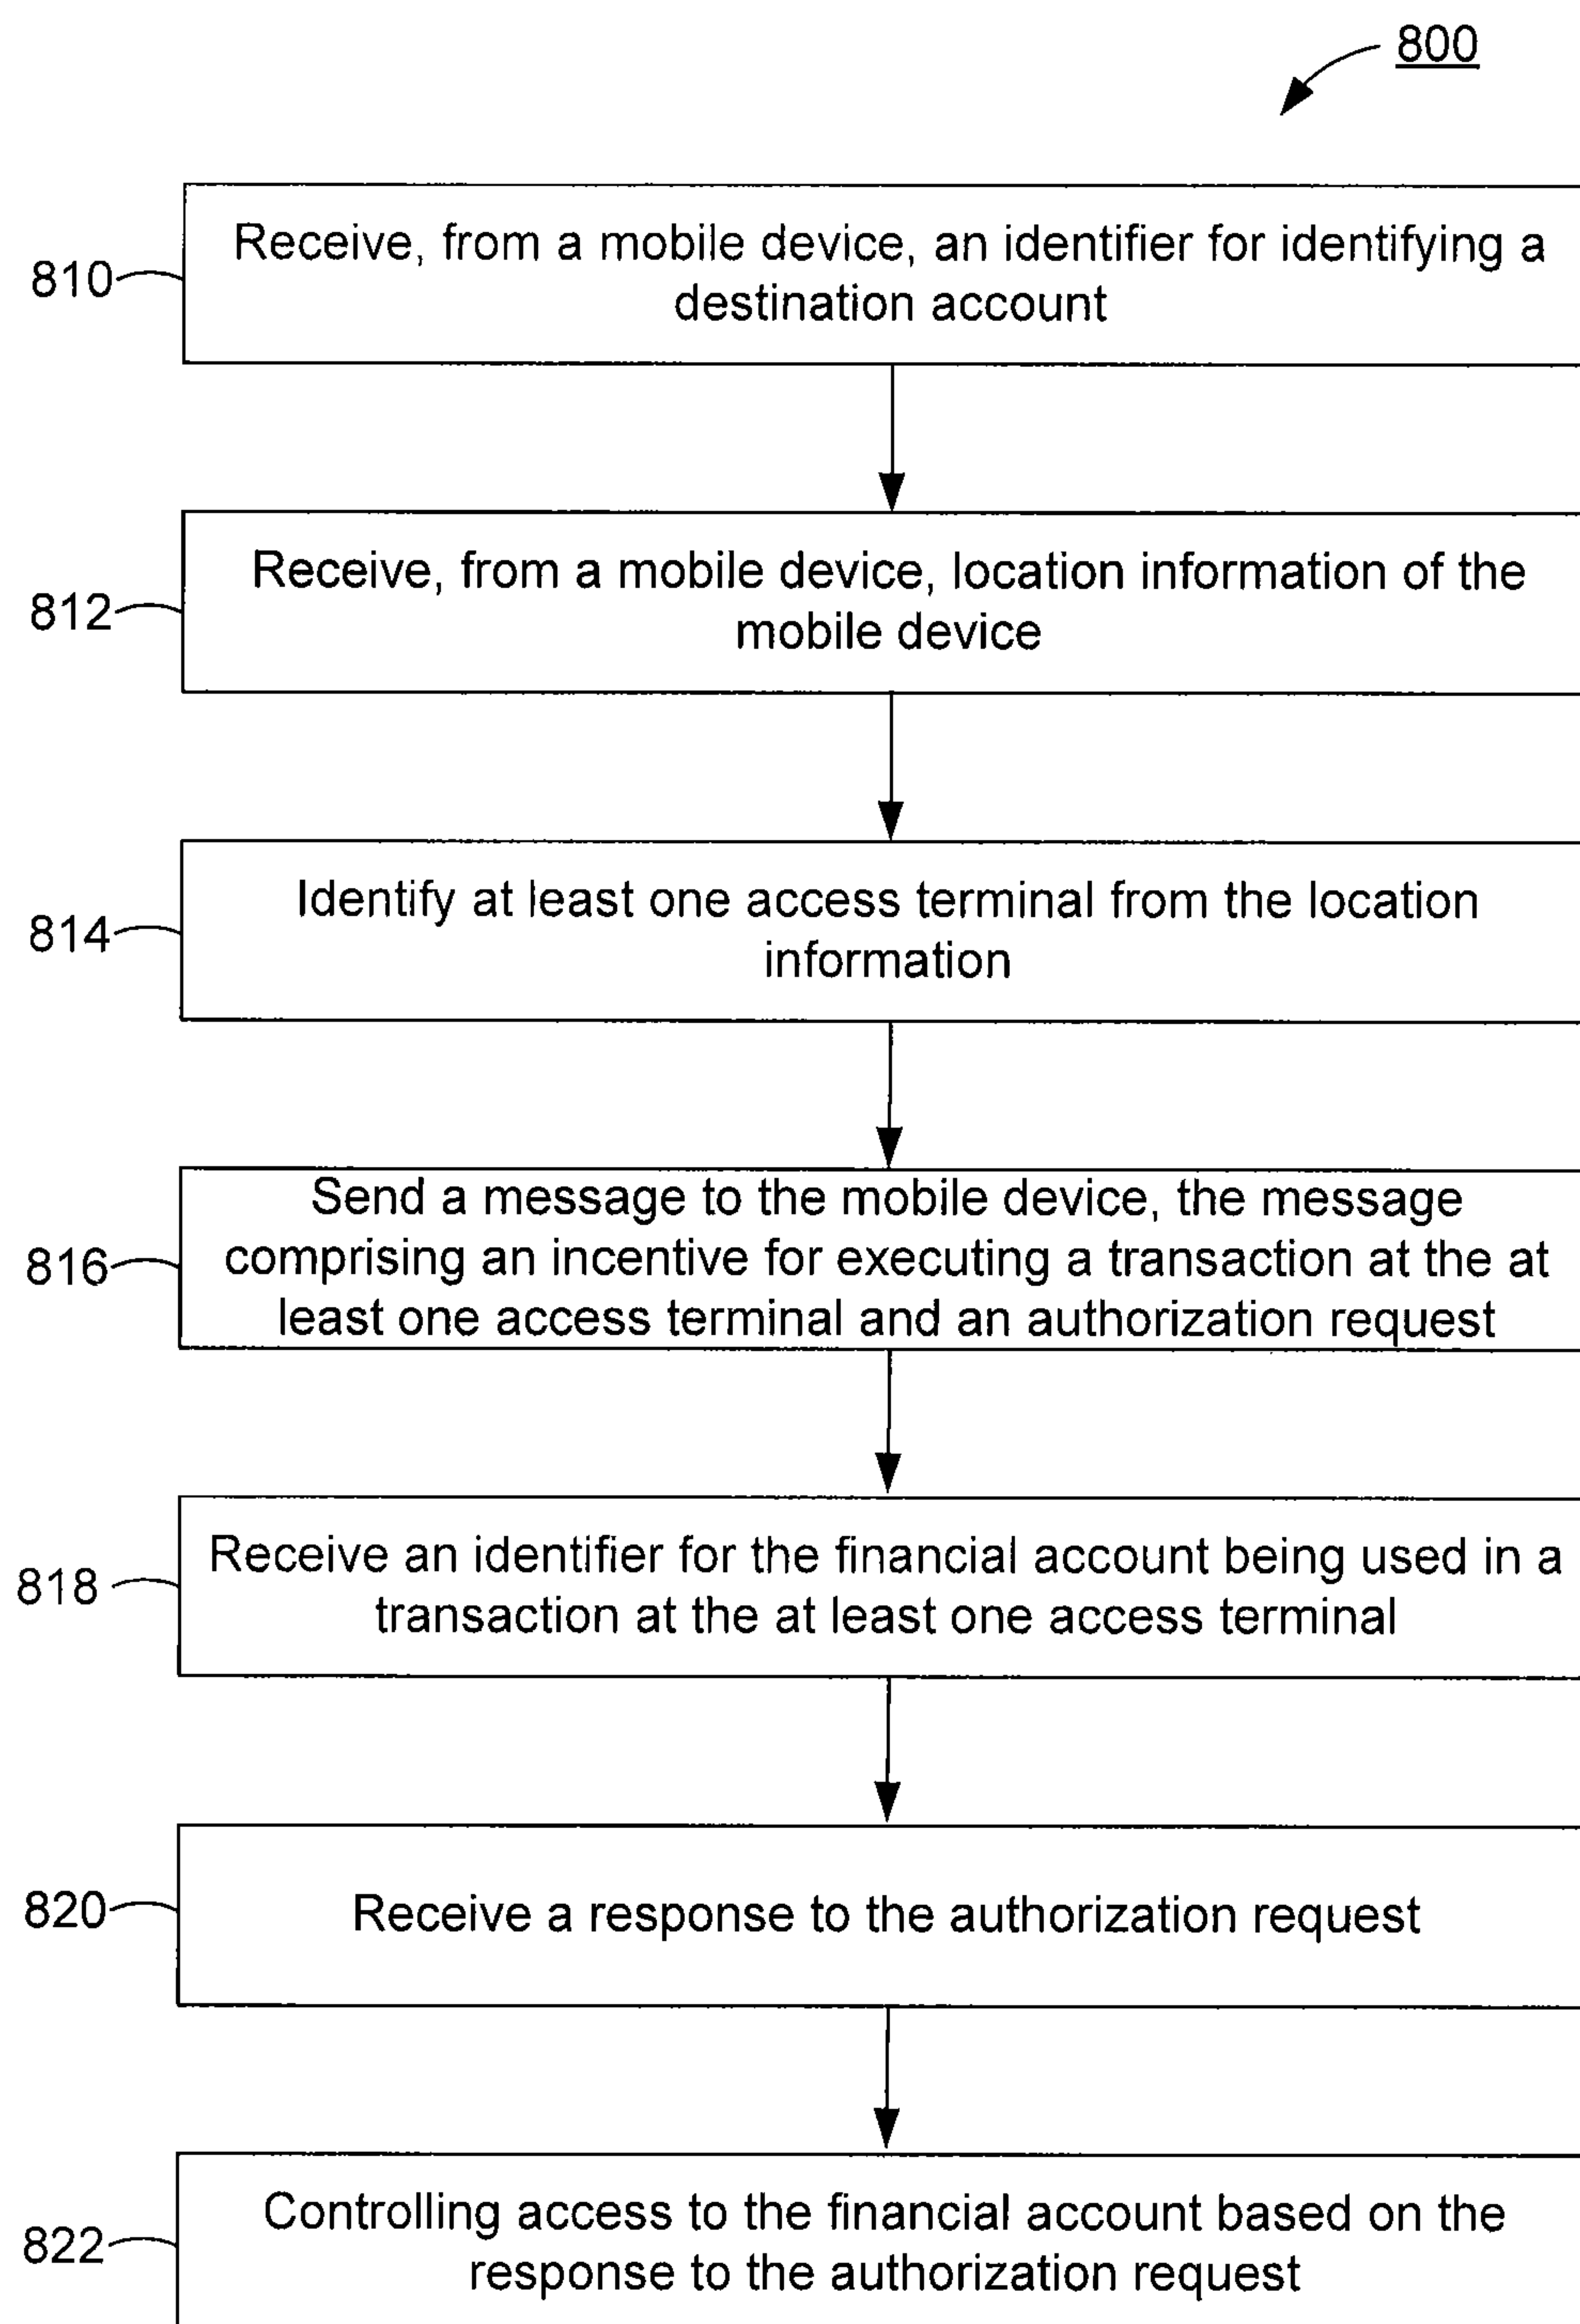 800
810
Receive, from a mobile device, an identifier for identifying a
destination account
812
Receive, from a mobile device, location information of the
mobile device
814
Identify at least one access terminal from the location
information
816
Send a message to the mobile device, the message
comprising an incentive for executing a transaction at the at
least one access terminal and an authorization request
818
Receive an identifier for the financial account being used in a
transaction at the at least one access terminal
820
Receive a response to the authorization request
822
Controlling access to the financial account based on the
response to the authorization request